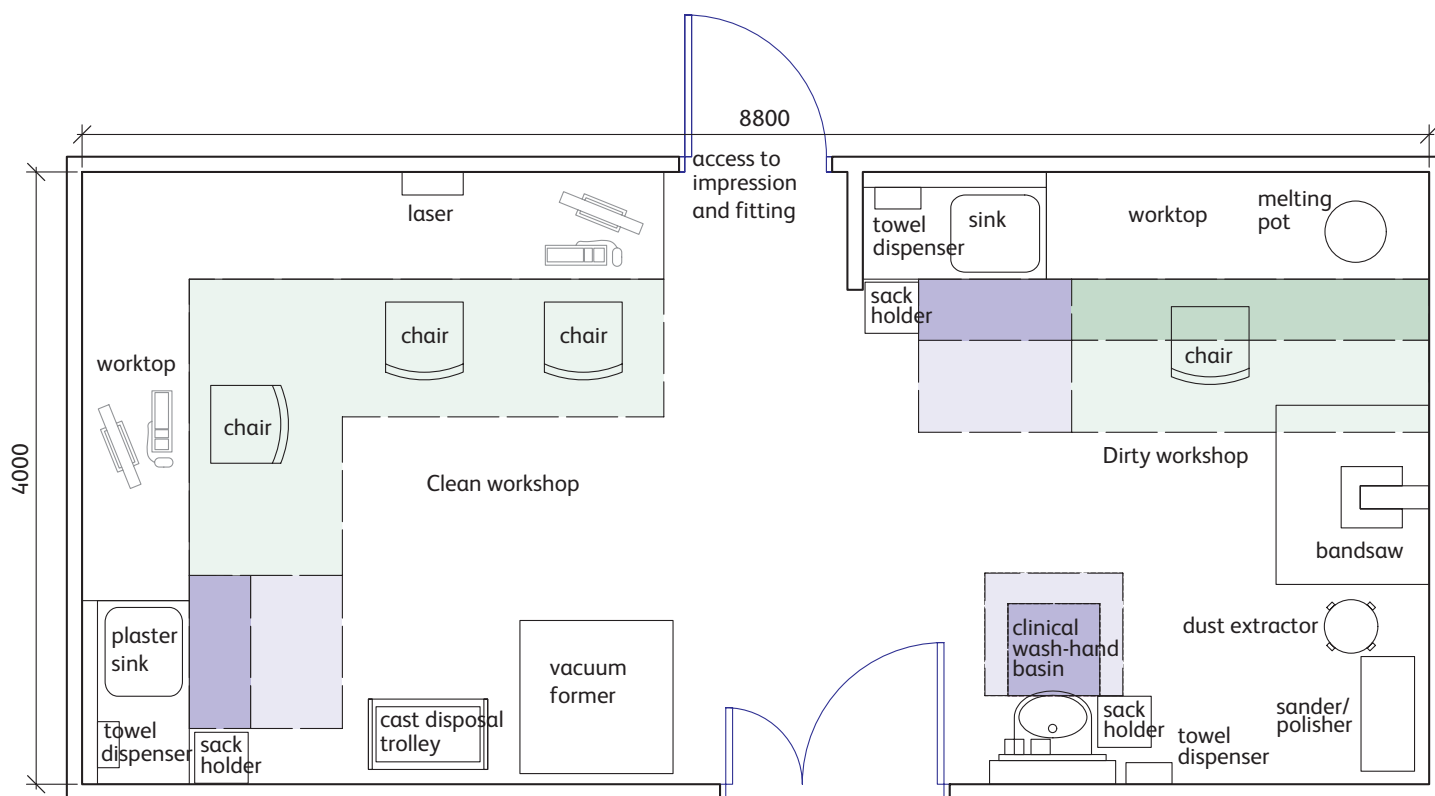 8800
4000
access to
impression
and fitting
laser
towel
dispenser
sink
worktop
melting
pot
sack
holder
chair
chair
chair
worktop
chair
Clean workshop
Dirty workshop
bandsaw
plaster
sink
towel
dispenser
sack
holder
cast disposal
trolley
vacuum
former
clinical
wash-hand
basin
sack
holder
towel
dispenser
dust extractor
sander/
polisher